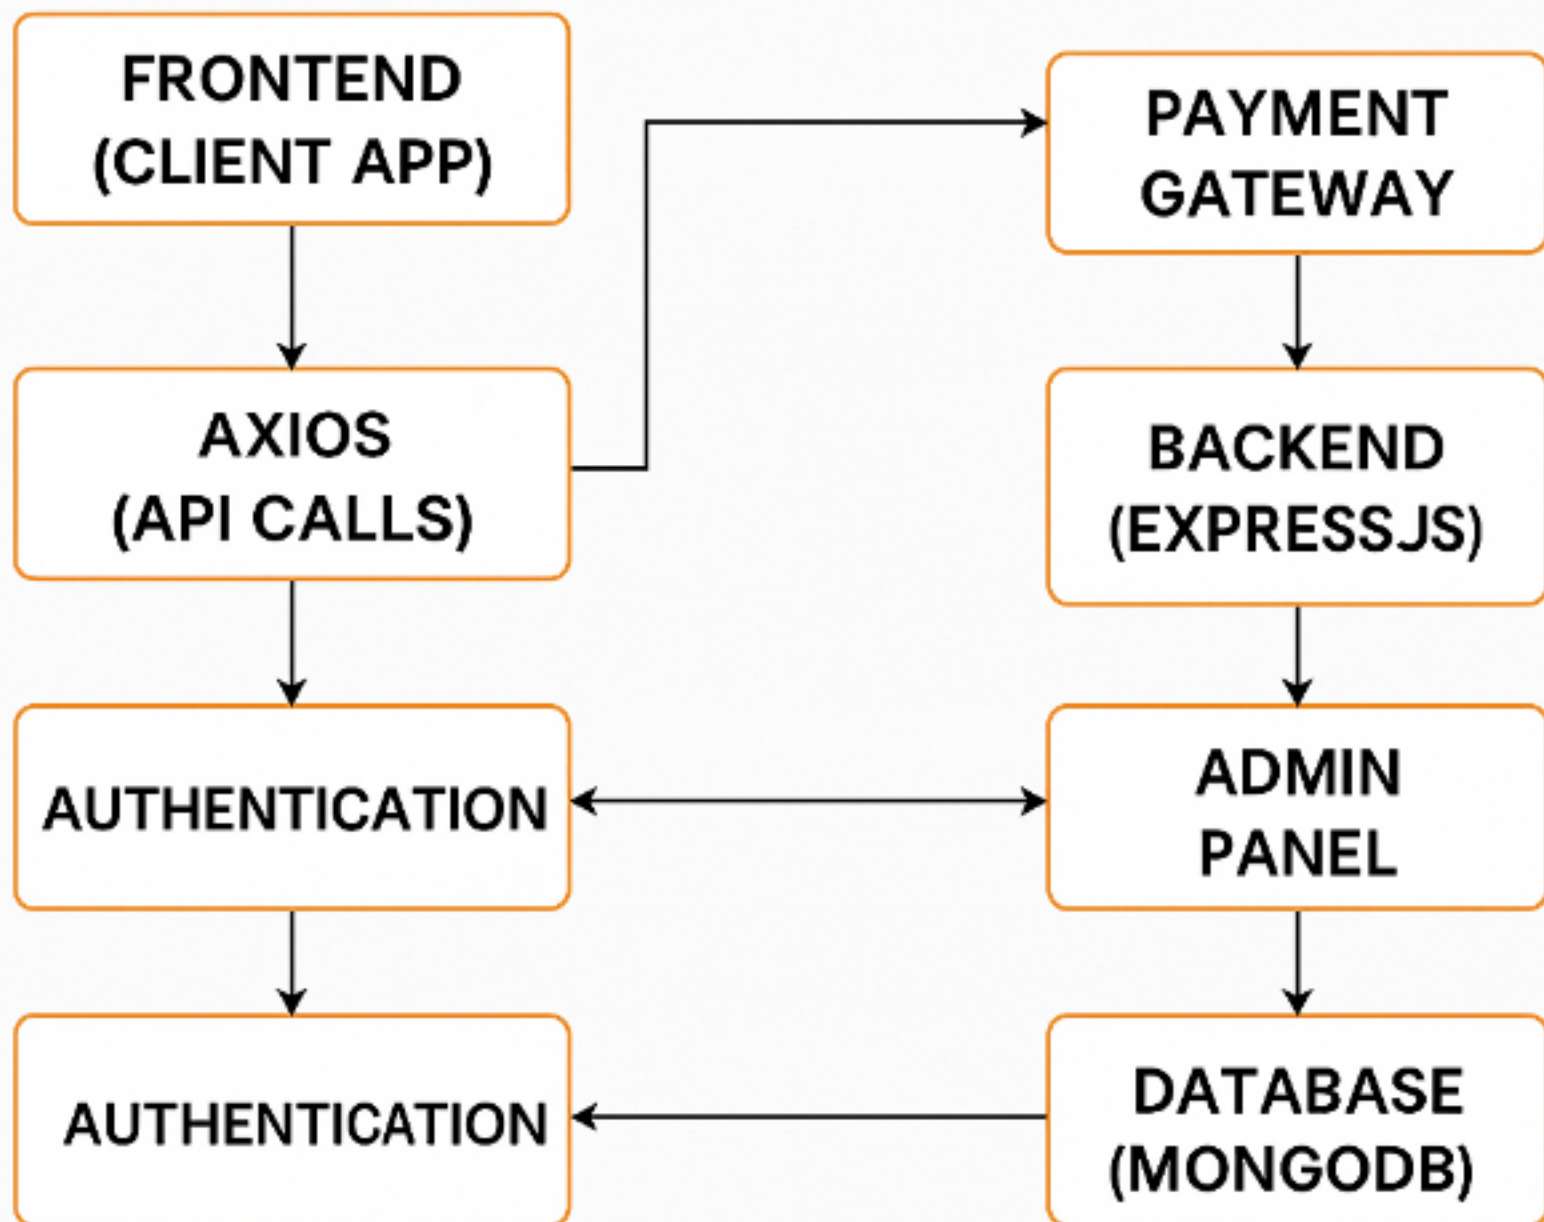 FRONTEND
(CLIENT APP)
PAYMENT
GATEWAY
AXIOS
(API CALLS)
BACKEND
(EXPRESSJS)
AUTHENTICATION
ADMIN
PANEL
AUTHENTICATION
DATABASE
(MONGODB)